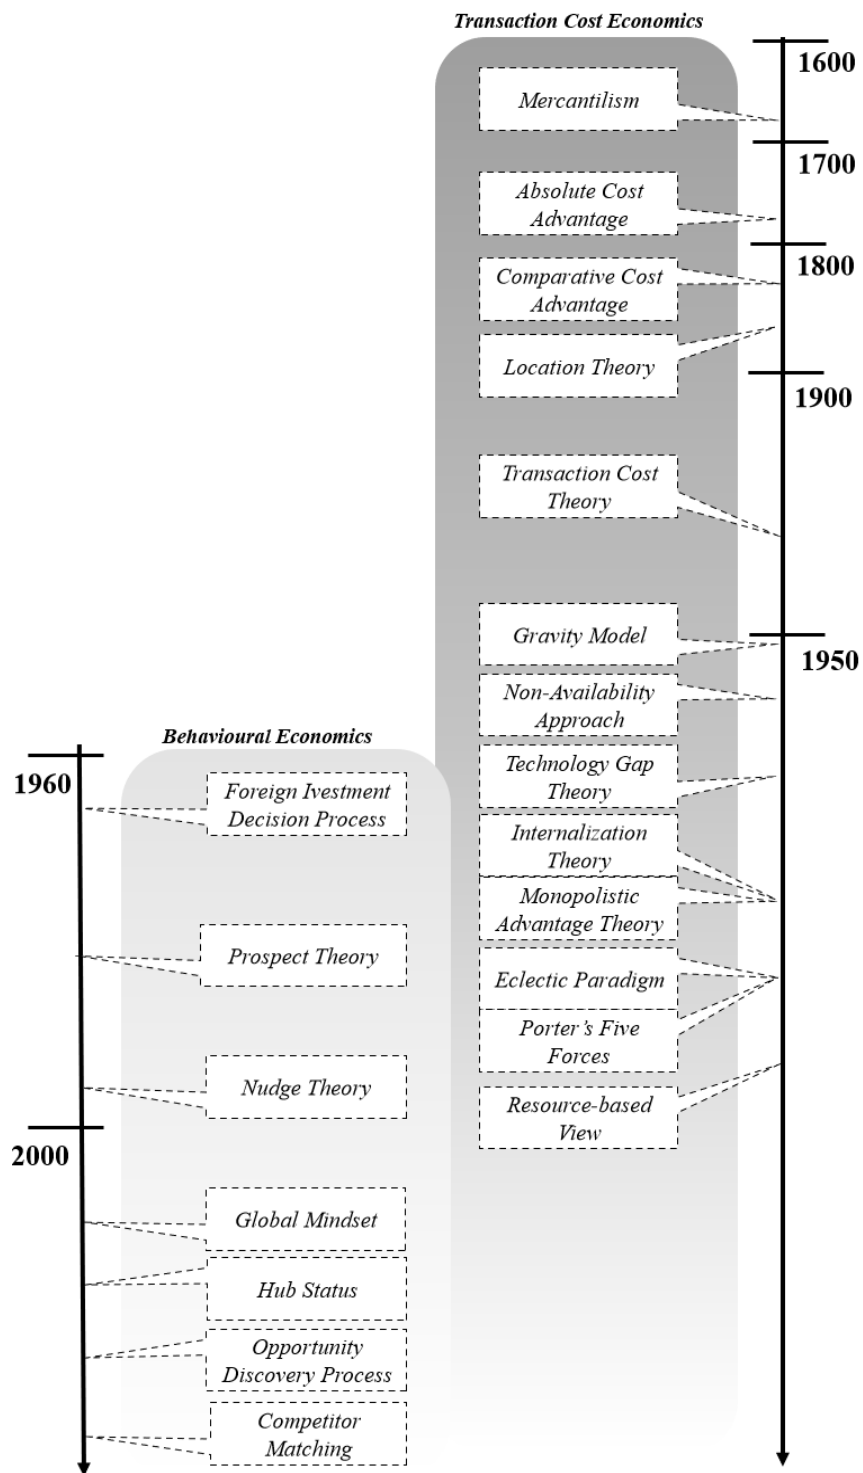 Transaction Cost Economics
1600
Mercantilism
1700
Absolute Cost
Advantage
1800
Comparative Cost
Advantage
Location Theory
1900
Transaction Cost
Theory
Gravity Model
1950
Non-Availability
Approach
Technology Gap
Theory
Internalization
Theory
Monopolistic
Advantage Theory
Eclectic Paradigm
Porter’s Five
Forces
Resource-based
View
Behavioural Economics
1960
Foreign Ivestment
Decision Process
Prospect Theory
Nudge Theory
2000
Global Mindset
Hub Status
Opportunity
Discovery Process
Competitor
Matching